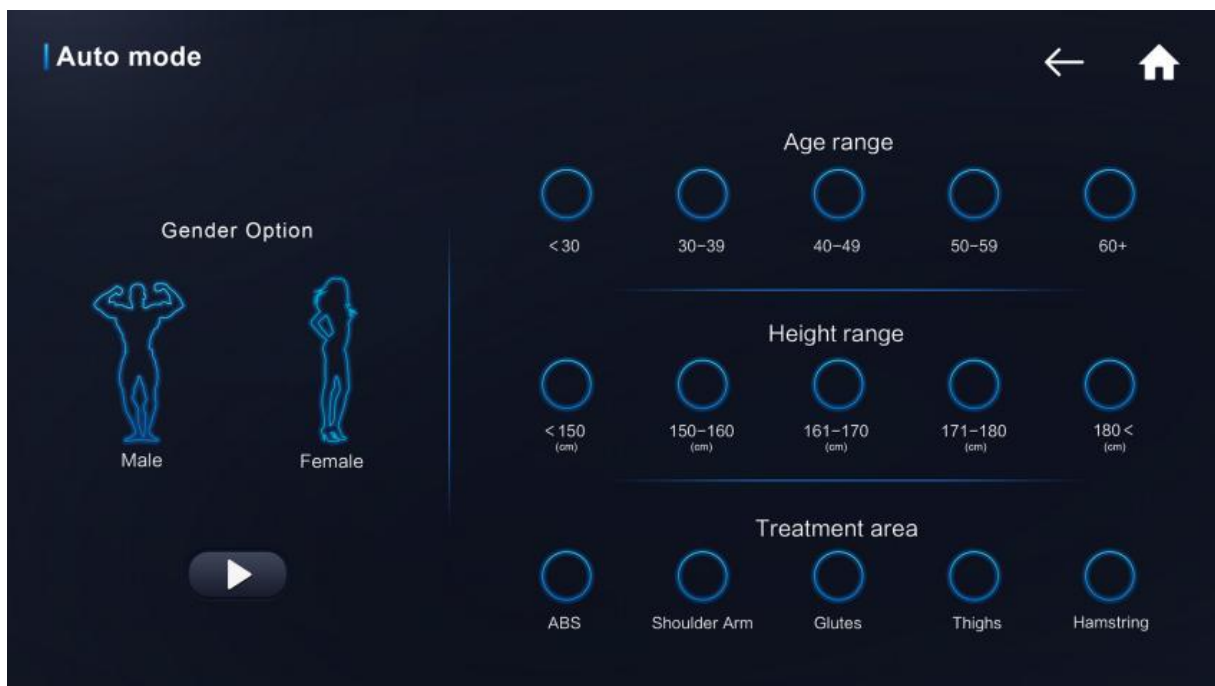 Auto mode
Gender Option
Male Female
Age range
<30 30-39 40-49 50-59 60+
Height range
<150 150-160 161-170 171-180 180<
(cm) (cm) (cm) (cm) (cm)
Treatment area
ABS Shoulder Arm Glutes Thighs Hamstring